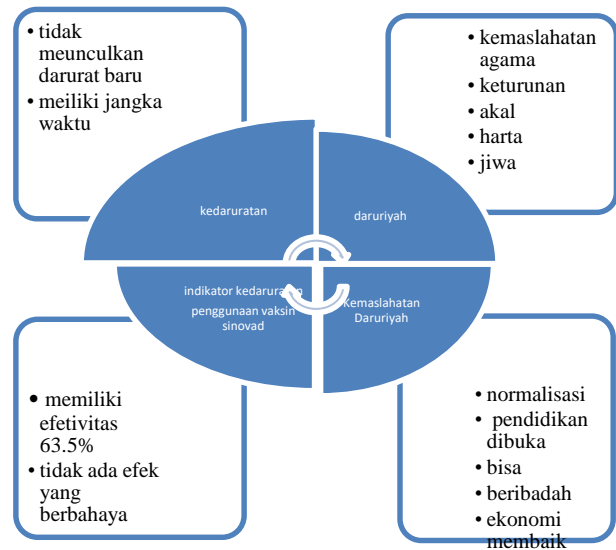 • tidak
meunculkan
darurat baru
• meiliki jangka
waktu
• kemaslahatan
agama
• keturunan
• akal
• harta
• jiwa
kedaruratan
daruriyah
indikator kedaruratan
penggunaan vaksin
sinovad
Kemaslahatan
Daruriyah
• memiliki
efetivitas
63.5%
• tidak ada efek
yang
berbahaya
• normalisasi
• pendidikan
dibuka
• bisa
• beribadah
• ekonomi
membaik